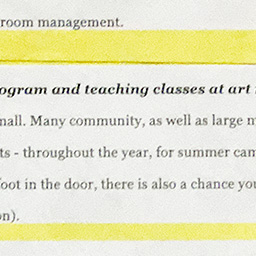 room management.
ogram and teaching classes at art
mall. Many community, as well as large
ts - throughout the year, for summer cam
foot in the door, there is also a chance you
on).